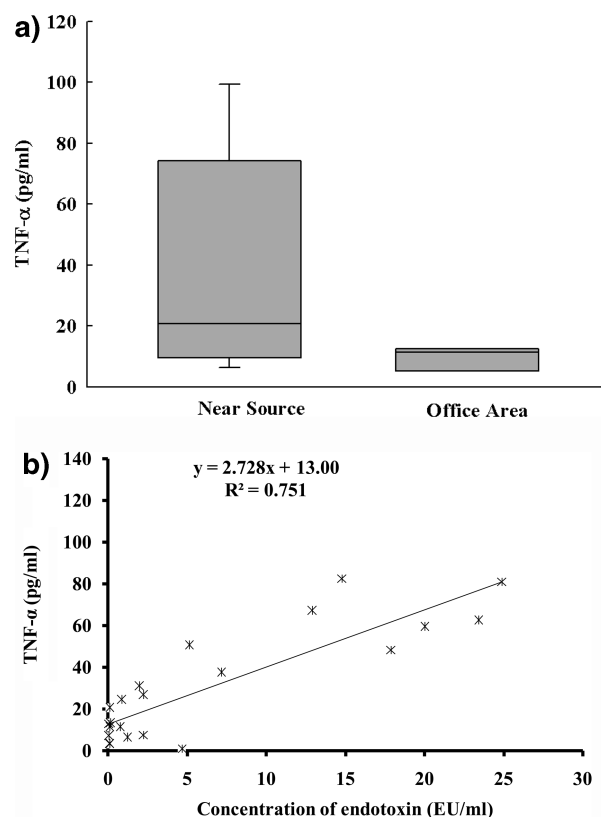 a)
120
100
80
60
40
20
0
TNF-α (pg/ml)
Near Source
Office Area
b)
y = 2.728x + 13.00
R² = 0.751
140
120
100
80
60
40
20
0
TNF-α (pg/ml)
0 5 10 15 20 25 30
Concentration of endotoxin (EU/ml)